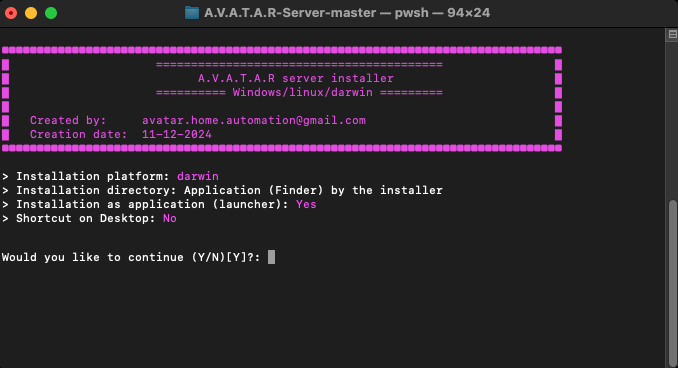 A.V.A.T.A.R-Server-master — pwsh — 94×24
=========================================
A.V.A.T.A.R server installer
========== Windows/linux/darwin =========
Created by: avatar.home.automation@gmail.com
Creation date: 11-12-2024
> Installation platform: darwin
> Installation directory: Application (Finder) by the installer
> Installation as application (launcher): Yes
> Shortcut on Desktop: No
Would you like to continue (Y/N)[Y]?: